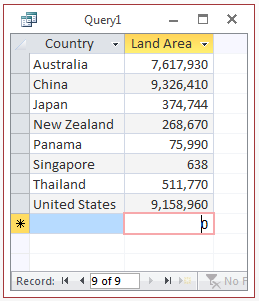 Query1
Country Land Area
Australia 7,617,930
China 9,326,410
Japan 374,744
New Zealand 268,670
Panama 75,990
Singapore 638
Thailand 511,770
United States 9,158,960
* 0
Record: 9 of 9 No F